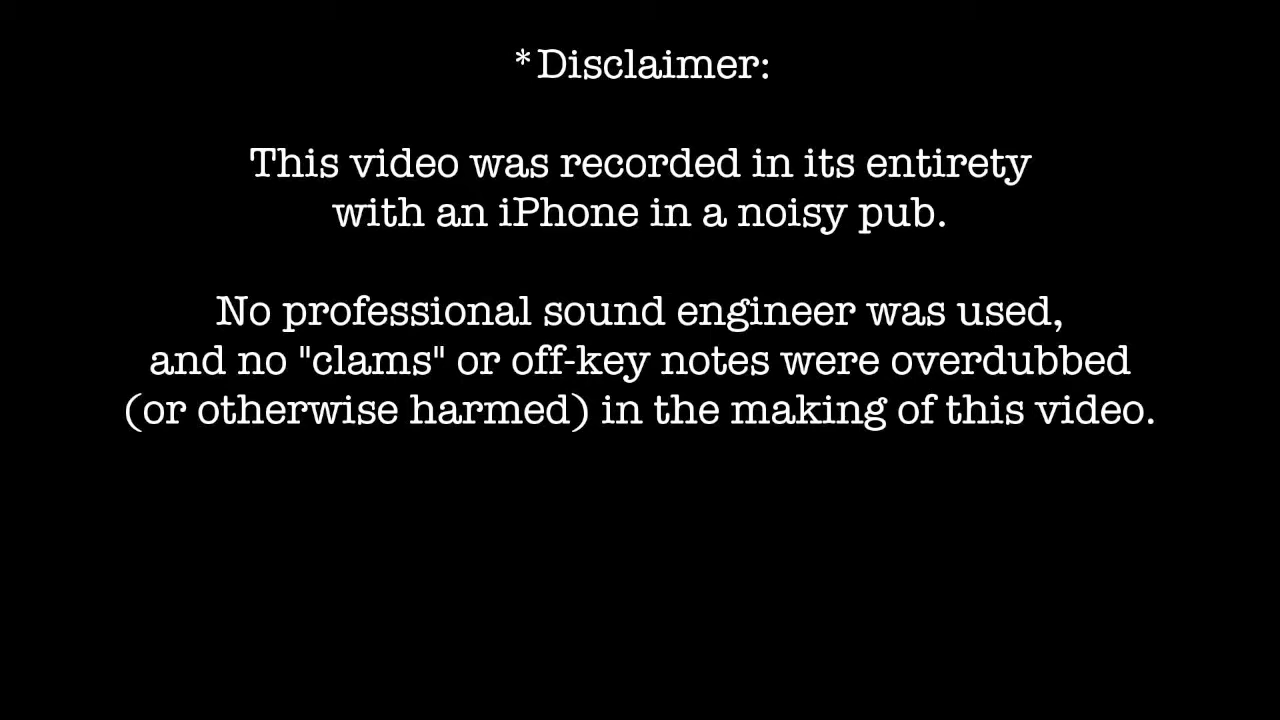 *Disclaimer:
This video was recorded in its entirety
with an iPhone in a noisy pub.
No professional sound engineer was used,
and no "clams" or off-key notes were overdubbed
(or otherwise harmed) in the making of this video.